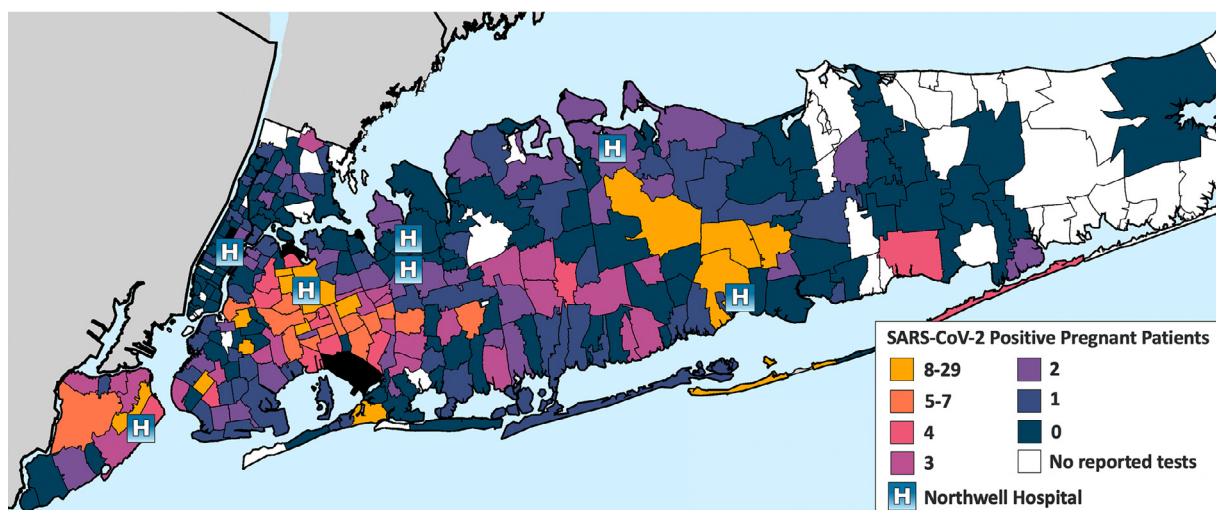 H
H
H
H
H
H
H
SARS-CoV-2 Positive Pregnant Patients
8-29
2
5-7
1
4
0
3
No reported tests
H Northwell Hospital